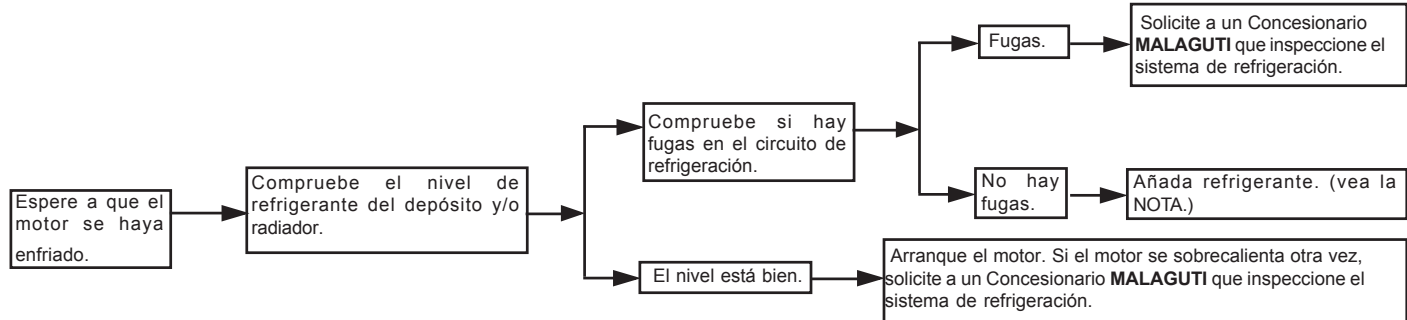 Espere a que el
motor se haya
enfriado.
Compruebe el nivel de
refrigerante del depósito y/o
radiador.
Compruebe si hay
fugas en el circuito de
refrigeración.
Fugas.
Solicite a un Concesionario
MALAGUTI que inspeccione el
sistema de refrigeración.
No hay
fugas.
Añada refrigerante. (vea la
NOTA.)
El nivel está bien.
Arranque el motor. Si el motor se sobrecalienta otra vez,
solicite a un Concesionario MALAGUTI que inspeccione el
sistema de refrigeración.